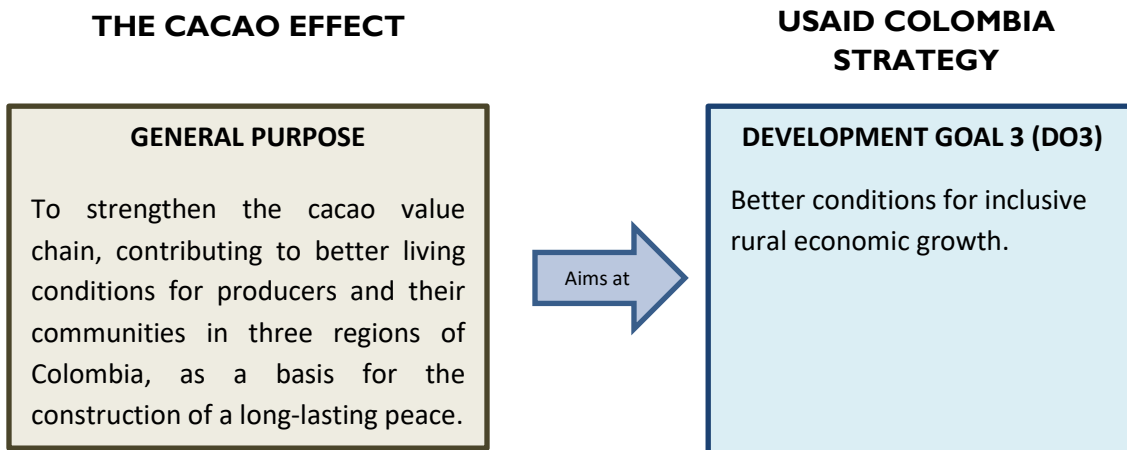 THE CACAO EFFECT
USAID COLOMBIA
STRATEGY
GENERAL PURPOSE
To strengthen the cacao value
chain, contributing to better living
conditions for producers and their
communities in three regions of
Colombia, as a basis for the
construction of a long-lasting peace.
Aims at
DEVELOPMENT GOAL 3 (DO3)
Better conditions for inclusive
rural economic growth.